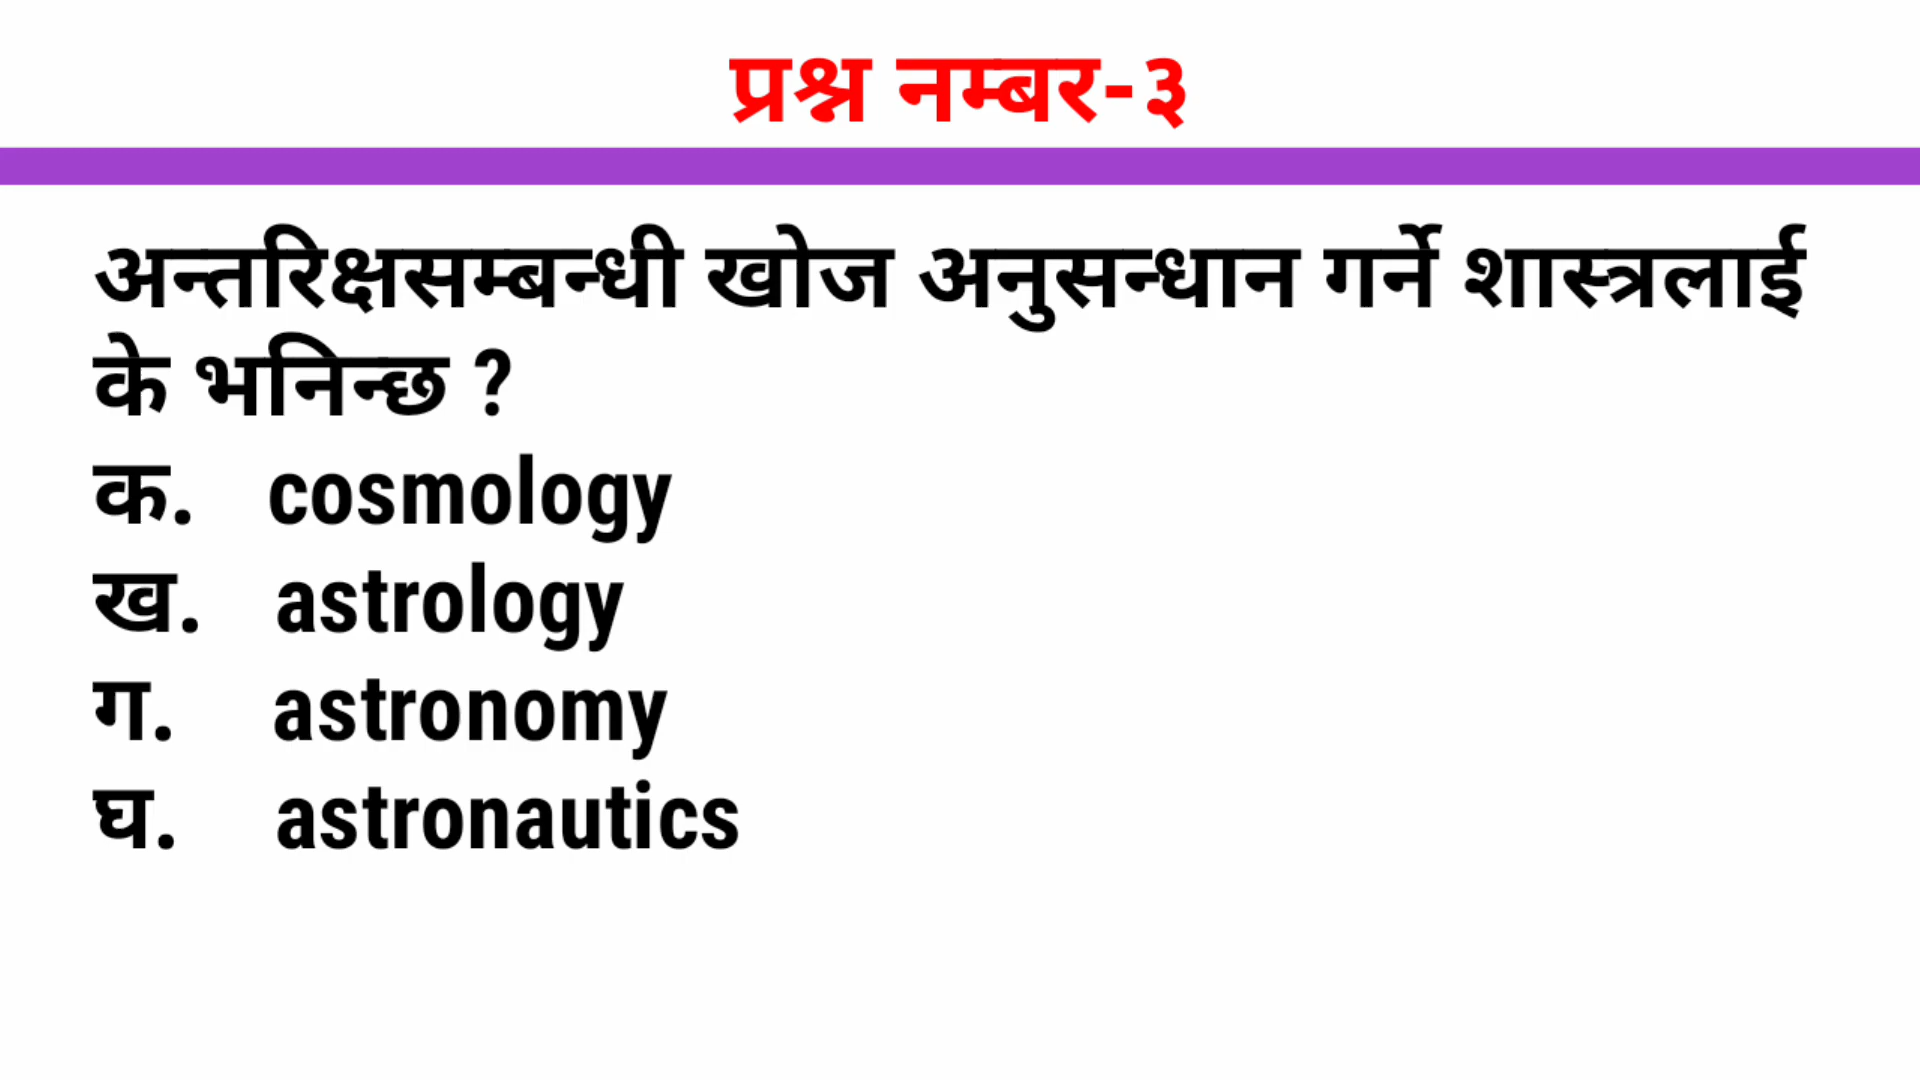 प्रश्न नम्बर-३
अन्तरिक्षसम्बन्धी खोज अनुसन्धान गर्ने शास्त्रलाई
के भनिन्छ ?
क. cosmology
ख. astrology
ग. astronomy
घ. astronautics